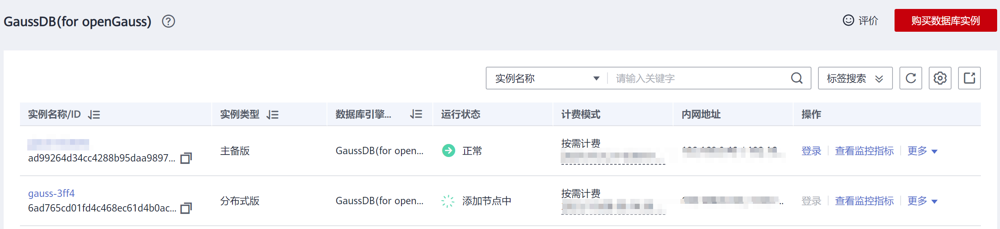 GaussDB(for openGauss)
评价
购买数据库实例
实例名称
请输入关键字
标签搜索
实例名称/ID
实例类型
数据库引擎...
运行状态
计费模式
内网地址
操作
ad99264d34cc4288b95daa9897...
主备版
GaussDB(for open...
正常
按需计费
登录
查看监控指标
更多
gauss-3ff4
6ad765cd01fd4c468ec61d4b0ac...
分布式版
GaussDB(for open...
添加节点中
按需计费
登录
查看监控指标
更多